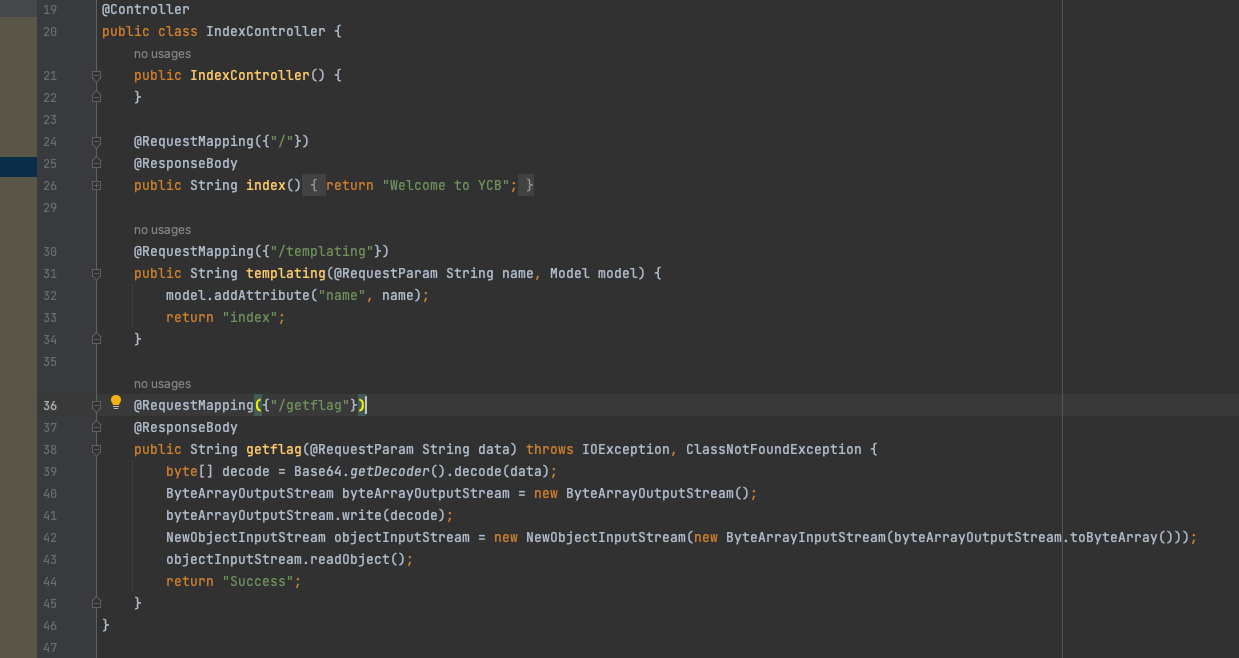 19 @Controller
20 public class IndexController {
no usages
21 public IndexController() {
22 }
23
24 @RequestMapping({"/"})
25 @ResponseBody
26 public String index() { return "Welcome to YCB"; }
29
no usages
30 @RequestMapping({"/templating"})
31 public String templating(@RequestParam String name, Model model) {
32 model.addAttribute("name", name);
33 return "index";
34 }
35
no usages
36 @RequestMapping({"/getflag"})
37 @ResponseBody
38 public String getflag(@RequestParam String data) throws IOException, ClassNotFoundException {
39 byte[] decode = Base64.getDecoder().decode(data);
40 ByteArrayOutputStream byteArrayOutputStream = new ByteArrayOutputStream();
41 byteArrayOutputStream.write(decode);
42 NewObjectInputStream objectInputStream = new NewObjectInputStream(new ByteArrayInputStream(byteArrayOutputStream.toByteArray()));
43 objectInputStream.readObject();
44 return "Success";
45 }
46 }
47